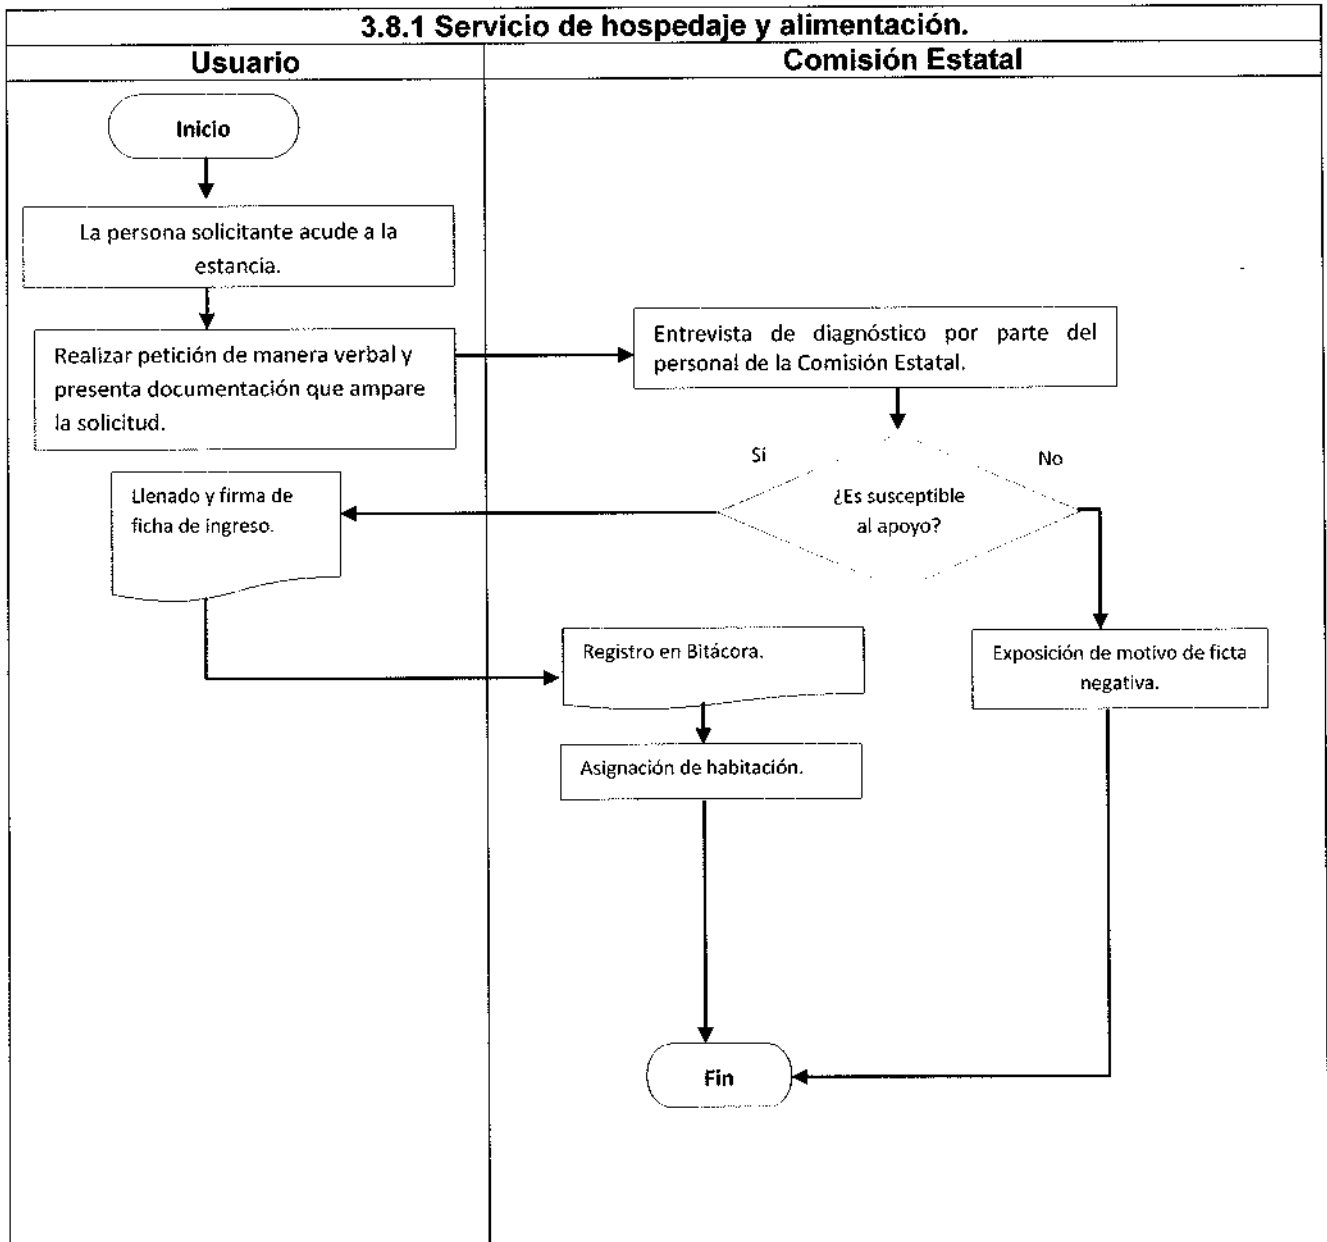 3.8.1 Servicio de hospedaje y alimentación.
Usuario
Comisión Estatal
Inicio
La persona solicitante acude a la
estancia.
Realizar petición de manera verbal y
presenta documentación que ampare
la solicitud.
Entrevista de diagnóstico por parte del
personal de la Comisión Estatal.
Sí
No
¿Es susceptible
al apoyo?
Llenado y firma de
ficha de ingreso.
Registro en Bitácora.
Exposición de motivo de ficta
negativa.
Asignación de habitación.
Fin